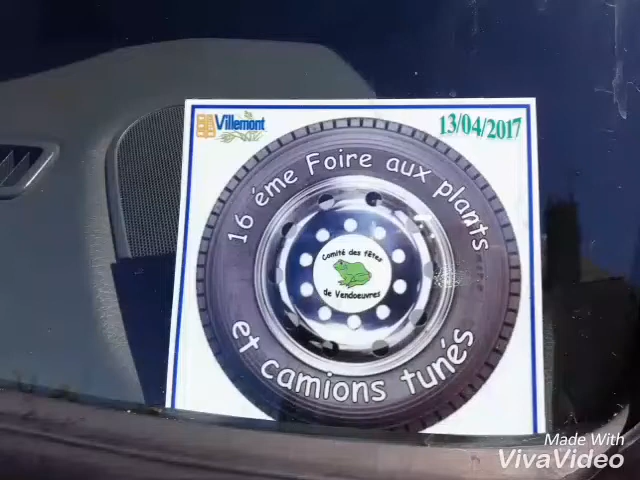 Villemont
13/04/2017
16 éme Foire aux plants
Comité des fêtes
de Vendoeuvres
et camions tunés
Made With
VivaVideo